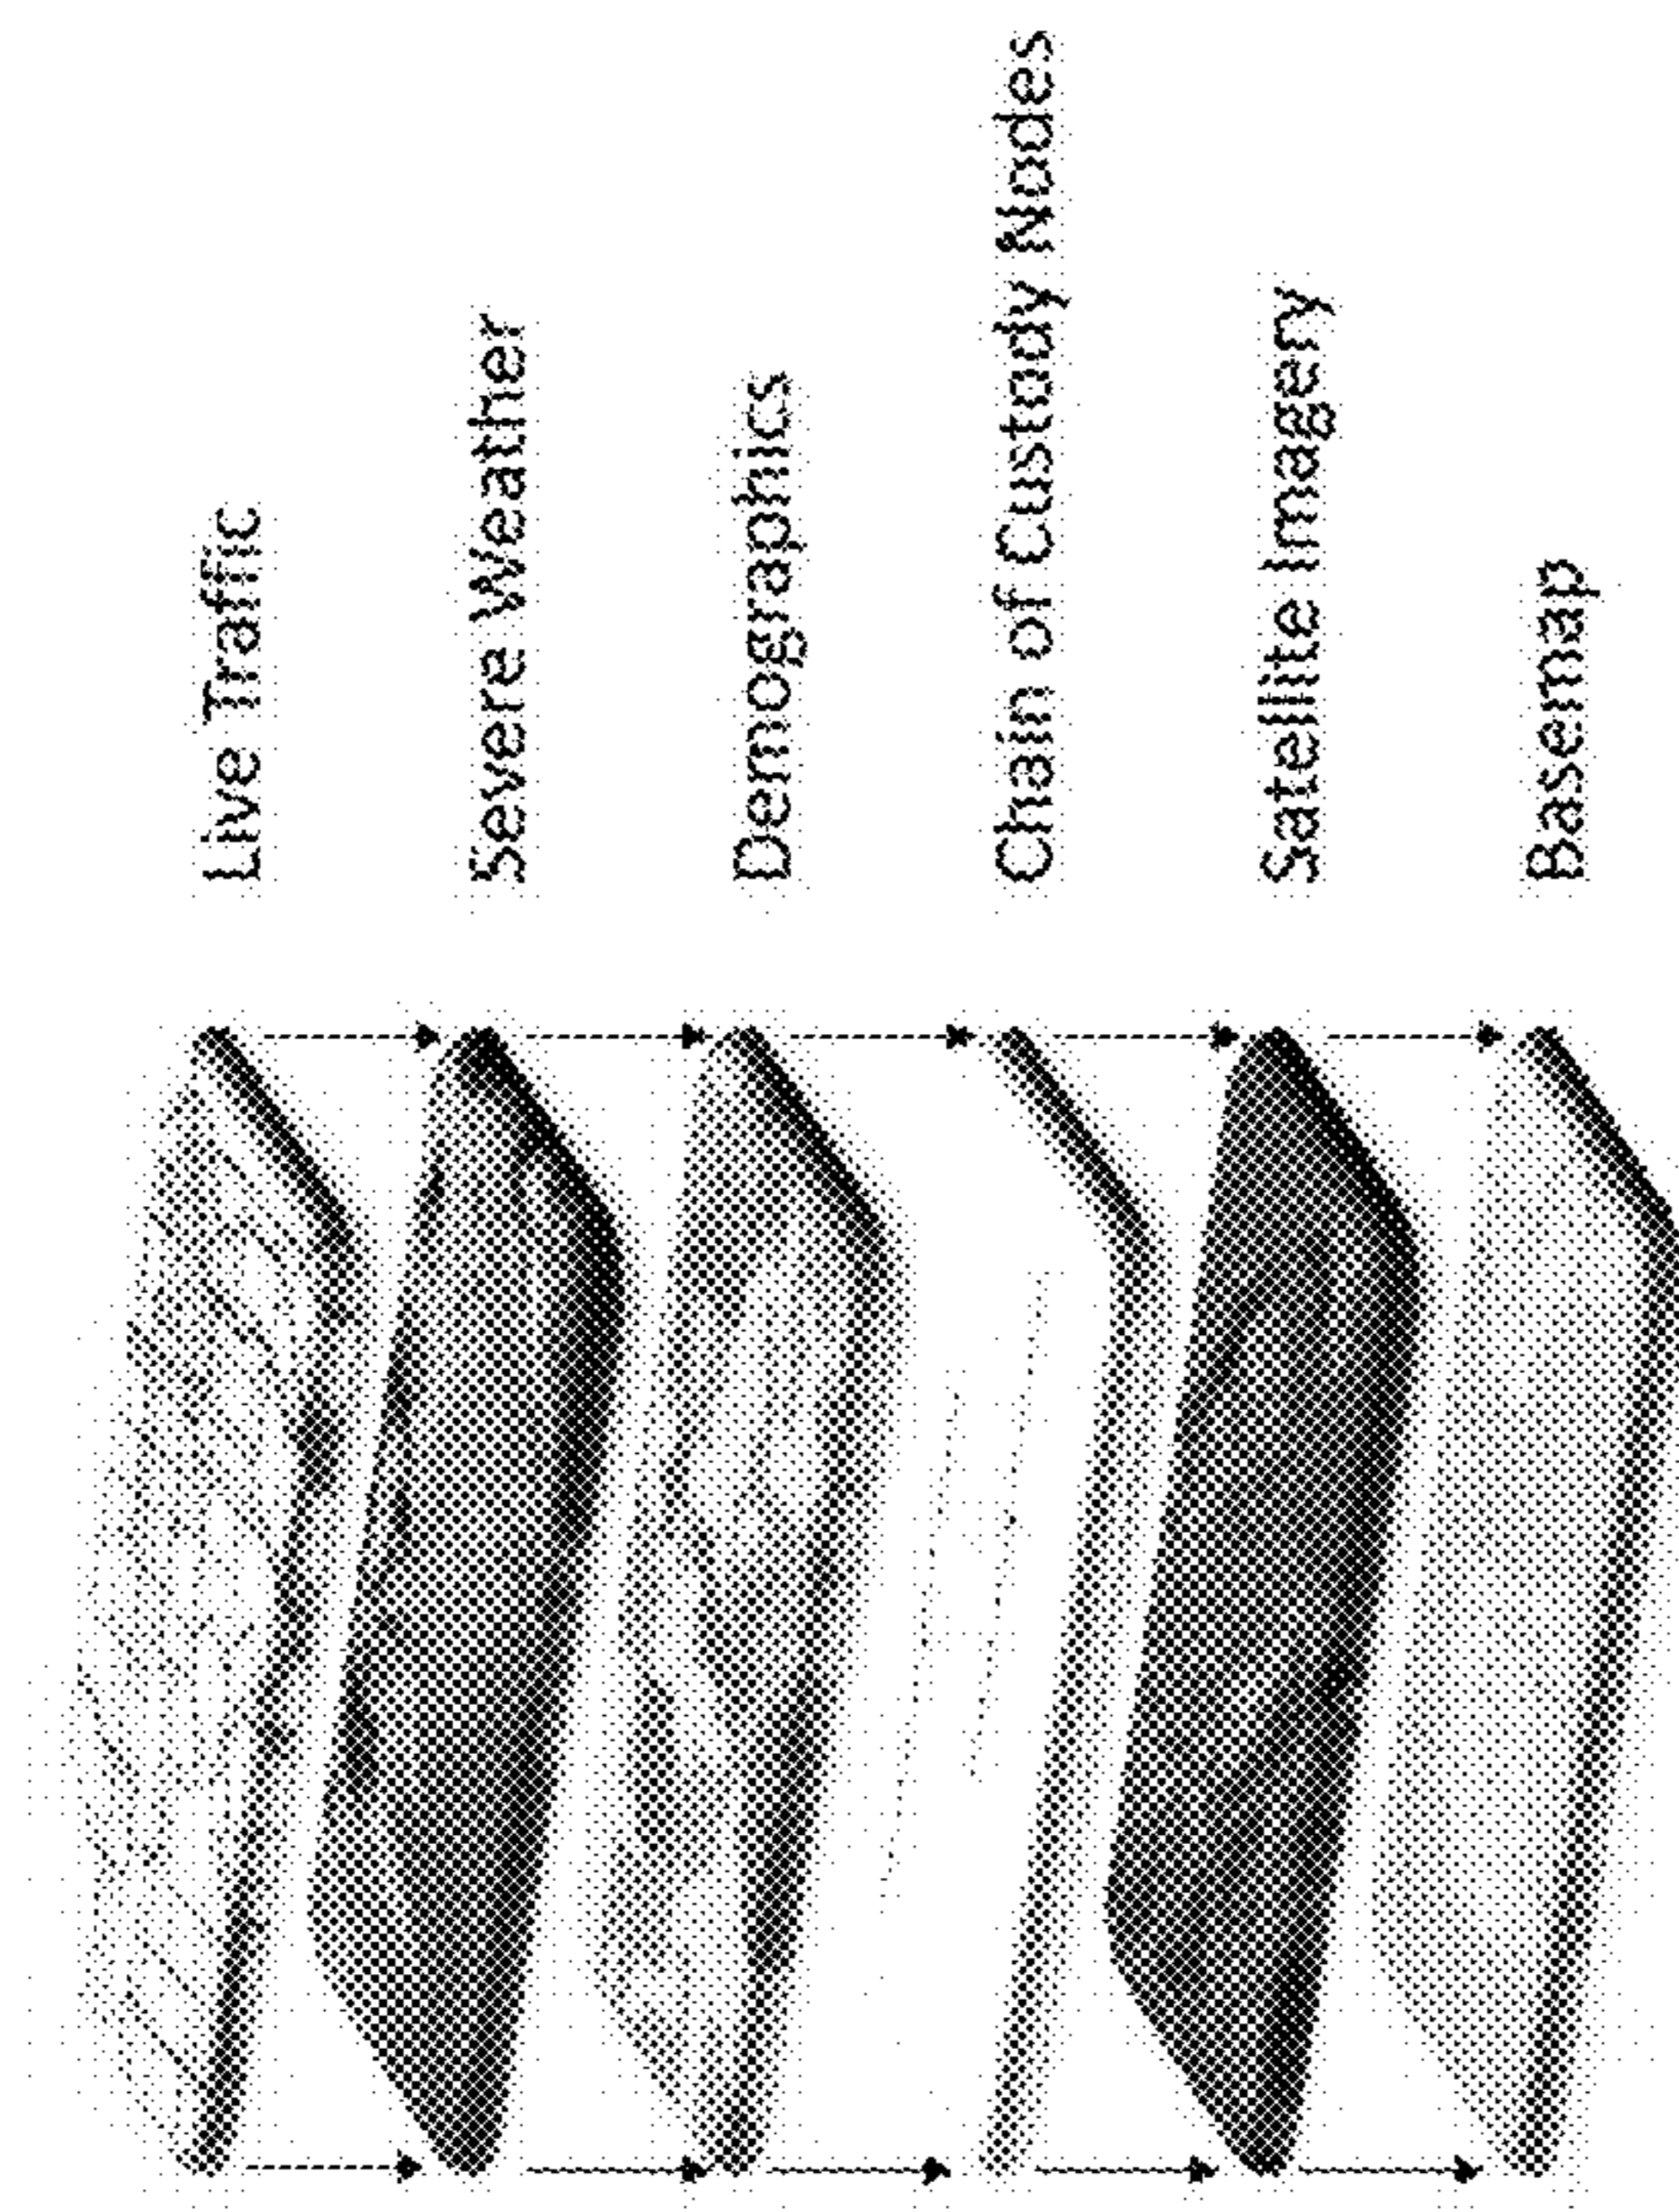 Live Traffic
Severe Weather
Demographics
Chain of Custody Nodes
Satellite Imagery
Basemap